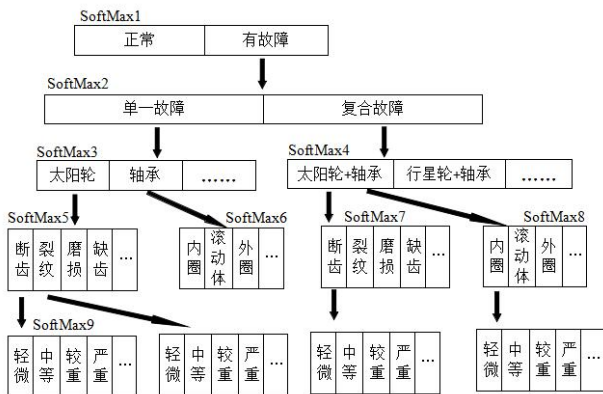 SoftMax1
正常 有故障
SoftMax2
单一故障 复合故障
SoftMax3 SoftMax4
太阳轮 轴承 …… 太阳轮+轴承 行星轮+轴承 ……
SoftMax5 SoftMax6 SoftMax7 SoftMax8
断齿 裂纹 磨损 缺齿 … 内圈 滚动体 外圈 … 断齿 裂纹 磨损 缺齿 … 内圈 滚动体 外圈 …
SoftMax9
轻微 中等 较重 严重 … 轻微 中等 较重 严重 … 轻微 中等 较重 严重 … 轻微 中等 较重 严重 …